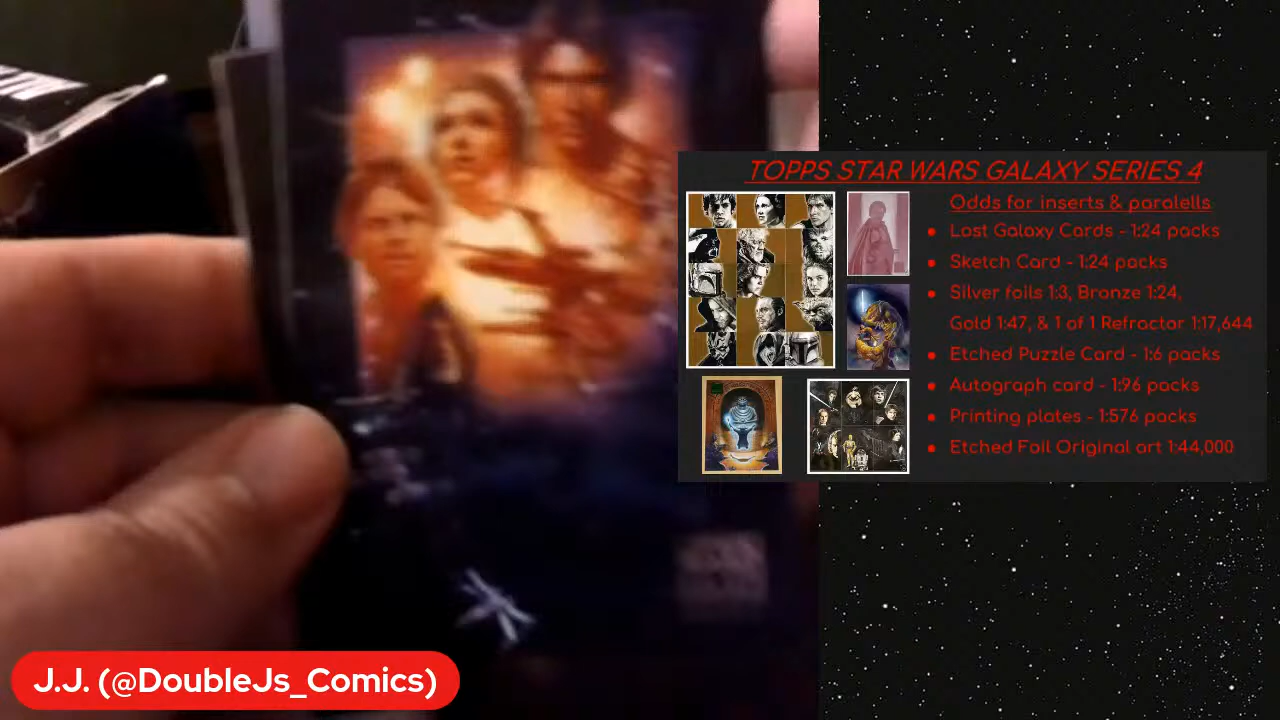 TOPPS STAR WARS GALAXY SERIES 4
Odds for inserts & paralells
• Lost Galaxy Cards - 1:24 packs
• Sketch Card - 1:24 packs
• Silver foils 1:3, Bronze 1:24,
Gold 1:47, & 1 of 1 Refractor 1:17,644
• Etched Puzzle Card - 1:6 packs
• Autograph card - 1:96 packs
• Printing plates - 1:576 packs
• Etched Foil Original art 1:44,000
J.J. (@DoubleJs_Comics)